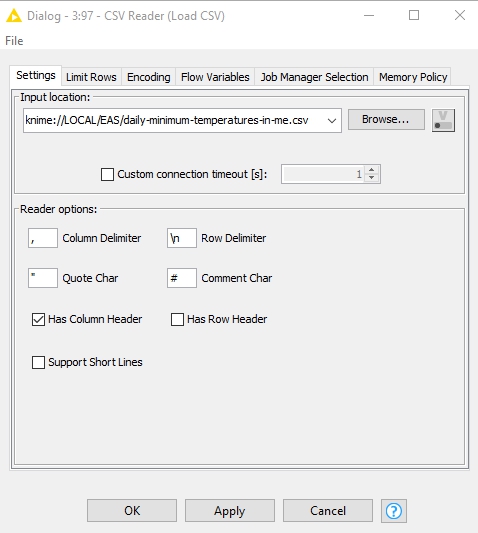 Dialog - 3:97 - CSV Reader (Load CSV)
File
Settings Limit Rows Encoding Flow Variables Job Manager Selection Memory Policy
Input location:
knime://LOCAL/EAS/daily-minimum-temperatures-in-me.csv Browse... V
Custom connection timeout [s]: 1
Reader options:
, Column Delimiter \n Row Delimiter
" Quote Char # Comment Char
Has Column Header Has Row Header
Support Short Lines
OK Apply Cancel ?